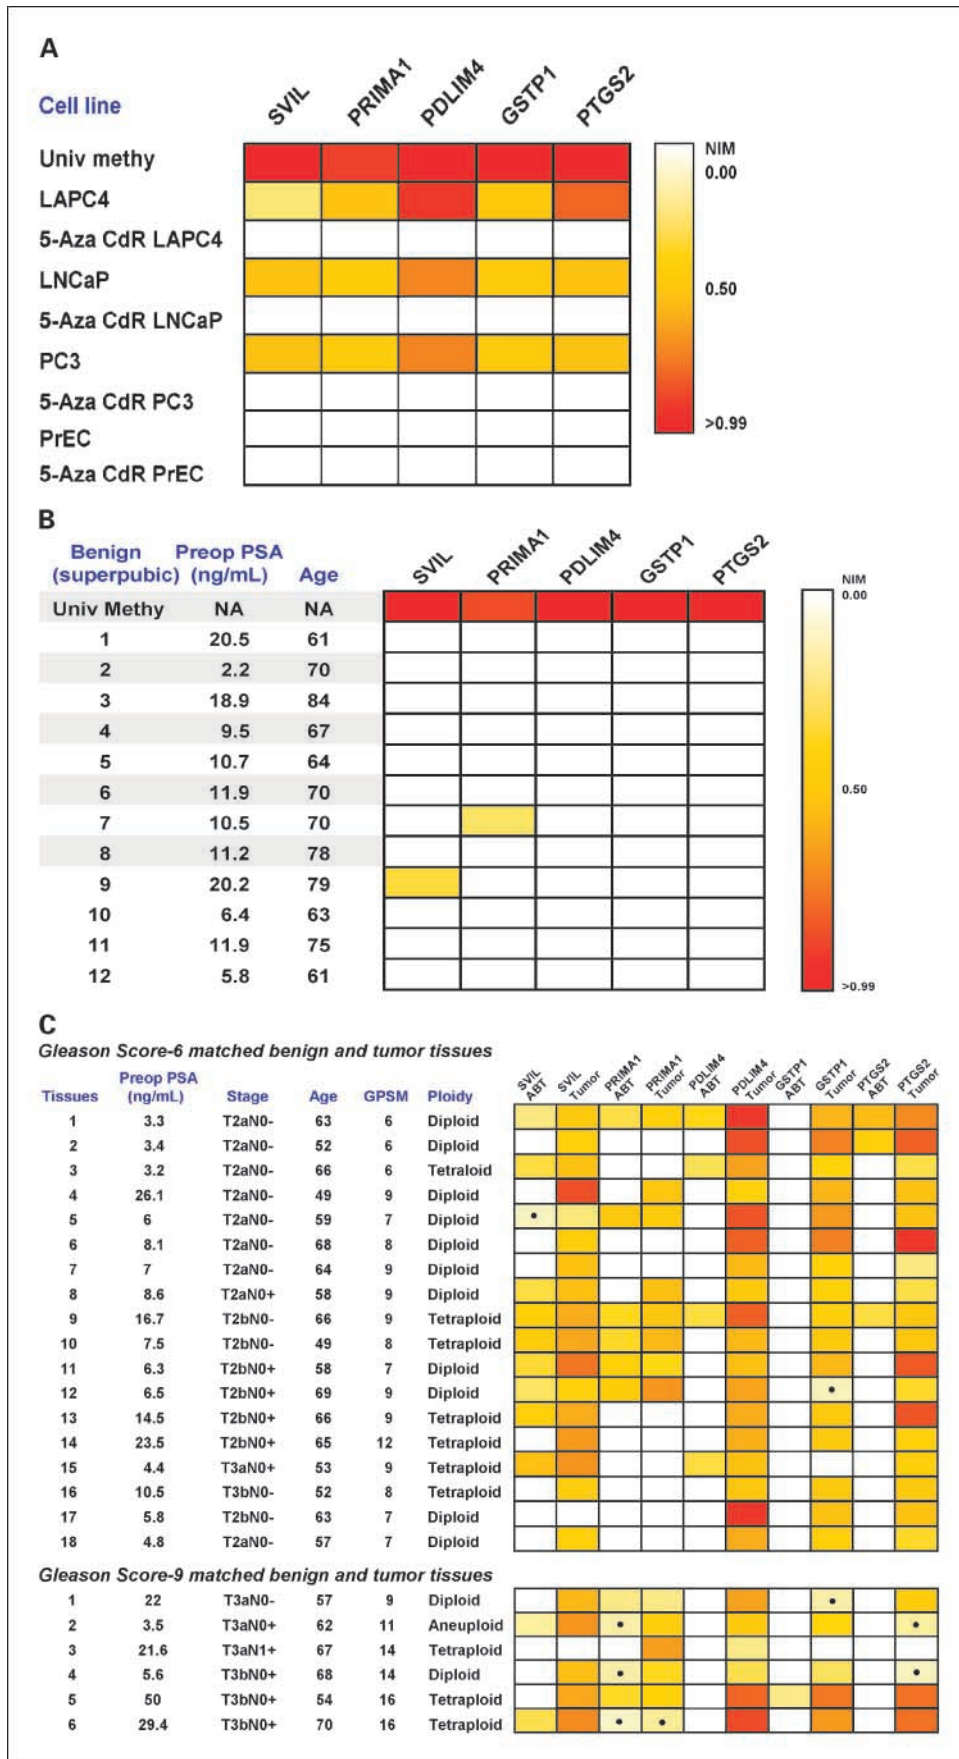 A
Cell line
SVIL PRIMA1 PDLIM4 GSTP1 PTGS2
Univ methy
LAPC4
5-Aza CdR LAPC4
LNCaP
5-Aza CdR LNCaP
PC3
5-Aza CdR PC3
PrEC
5-Aza CdR PrEC
NIM
0.00
0.50
>0.99
B
Benign Preop PSA
(superpubic) (ng/mL) Age
SVIL PRIMA1 PDLIM4 GSTP1 PTGS2
Univ Methy NA NA
1 20.5 61
2 2.2 70
3 18.9 84
4 9.5 67
5 10.7 64
6 11.9 70
7 10.5 70
8 11.2 78
9 20.2 79
10 6.4 63
11 11.9 75
12 5.8 61
NIM
0.00
0.50
>0.99
C
Gleason Score-6 matched benign and tumor tissues
Preop PSA
Tissues (ng/mL) Stage Age GPSM Ploidy
SVIL ABT SVIL Tumor PRIMA1 ABT PRIMA1 Tumor PDLIM4 ABT PDLIM4 Tumor GSTP1 ABT GSTP1 Tumor PTGS2 ABT PTGS2 Tumor
1 3.3 T2aN0- 63 6 Diploid
2 3.4 T2aN0- 52 6 Diploid
3 3.2 T2aN0- 66 6 Tetraloid
4 26.1 T2aN0- 49 9 Diploid
5 6 T2aN0- 59 7 Diploid
6 8.1 T2aN0- 68 8 Diploid
7 7 T2aN0- 64 9 Diploid
8 8.6 T2aN0+ 58 9 Diploid
9 16.7 T2bN0- 66 9 Tetraploid
10 7.5 T2bN0- 49 8 Tetraploid
11 6.3 T2bN0+ 58 7 Diploid
12 6.5 T2bN0+ 69 9 Diploid
13 14.5 T2bN0+ 66 9 Tetraploid
14 23.5 T2bN0+ 65 12 Tetraploid
15 4.4 T3aN0+ 53 9 Tetraploid
16 10.5 T3bN0- 52 8 Tetraploid
17 5.8 T2bN0- 63 7 Diploid
18 4.8 T2aN0- 57 7 Diploid
Gleason Score-9 matched benign and tumor tissues
1 22 T3aN0- 57 9 Diploid
2 3.5 T3aN0+ 62 11 Aneuploid
3 21.6 T3aN1+ 67 14 Tetraploid
4 5.6 T3bN0+ 68 14 Diploid
5 50 T3bN0+ 54 16 Tetraploid
6 29.4 T3bN0+ 70 16 Tetraploid